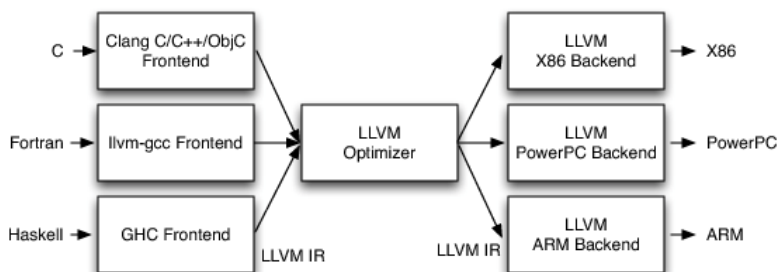 C
Clang C/C++/ObjC
Frontend
LLVM
X86 Backend
X86
Fortran
llvm-gcc Frontend
LLVM
Optimizer
LLVM
PowerPC Backend
PowerPC
Haskell
GHC Frontend
LLVM IR
LLVM IR
LLVM
ARM Backend
ARM